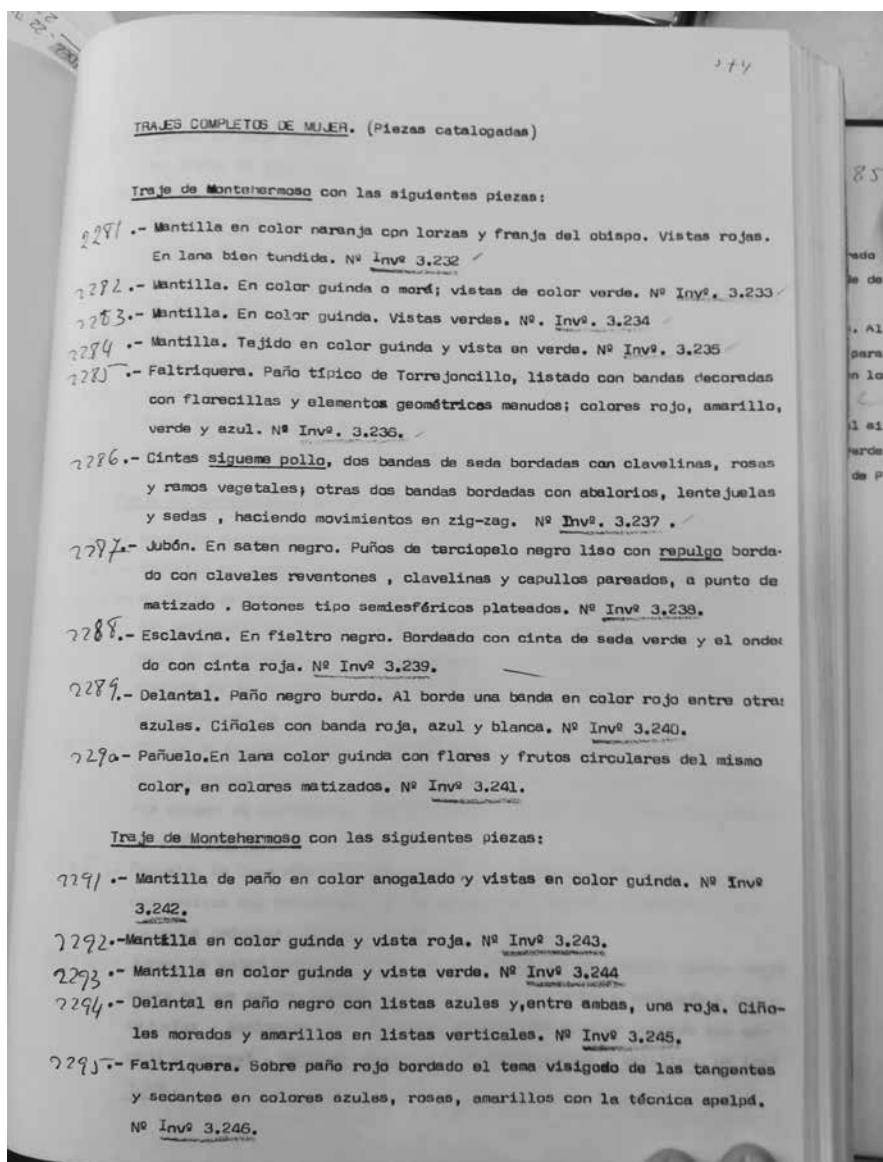 TRAJES COMPLETOS DE MUJER. (Piezas catalogadas)
Traje de Montehermoso con las siguientes piezas:
2281.- Mantilla en color naranja cpn lorzas y franja del obispo. Vistas rojas.
En lana bien tundida. Nº Invº 3.232
2282.- Mantilla. En color guinda o moré; vistas de color verde. Nº Invº. 3.233
2283.- Mantilla. En color guinda. Vistas verdes. Nº. Invº. 3.234
2284.- Mantilla. Tejido en color guinda y vista en verde. Nº Invº. 3.235
2285.- Faltriquera. Paño típico de Torrejoncillo, listado con bandas decoradas
con florecillas y elementos geométricas menudos; colores rojo, amarillo,
verde y azul. Nº Invº. 3.236.
2286.- Cintas sigueme pollo, dos bandas de seda bordadas con clavelinas, rosas
y ramos vegetales; otras dos bandas bordadas con abalorios, lentejuelas
y sedas , haciendo movimientos en zig-zag. Nº Invº. 3.237 .
2287.- Jubón. En saten negro. Puños de terciopelo negro liso con repulgo borda-
do con claveles reventones , clavelinas y capullos pareados, a punto de
matizado . Botones tipo semiesféricos plateados. Nº Invº 3.238.
2288.- Esclavina. En fieltro negro. Bordeado con cinta de seda verde y el onde
do con cinta roja. Nº Invº 3.239.
2289.- Delantal. Paño negro burdo. Al borde una banda en color rojo entre otras
azules. Ciñoles con banda roja, azul y blanca. Nº Invº 3.240.
2290- Pañuelo.En lana color guinda con flores y frutos circulares del mismo
color, en colores matizados. Nº Invº 3.241.
Traje de Montehermoso con las siguientes piezas:
2291.- Mantilla de paño en color anogalado y vistas en color guinda. Nº Invº
3.242.
2292.-Mantilla en color guinda y vista roja. Nº Invº 3.243.
2293.- Mantilla en color guinda y vista verde. Nº Invº 3.244
2294.- Delantal en paño negro con listas azules y,entre ambas, una roja. Ciño-
les morados y amarillos en listas verticales. Nº Invº 3.245.
2295.- Faltriquera. Sobre paño rojo bordado el tema visigodo de las tangentes
y secantes en colores azules, rosas, amarillos con la técnica apelpá.
Nº Invº 3.246.
85